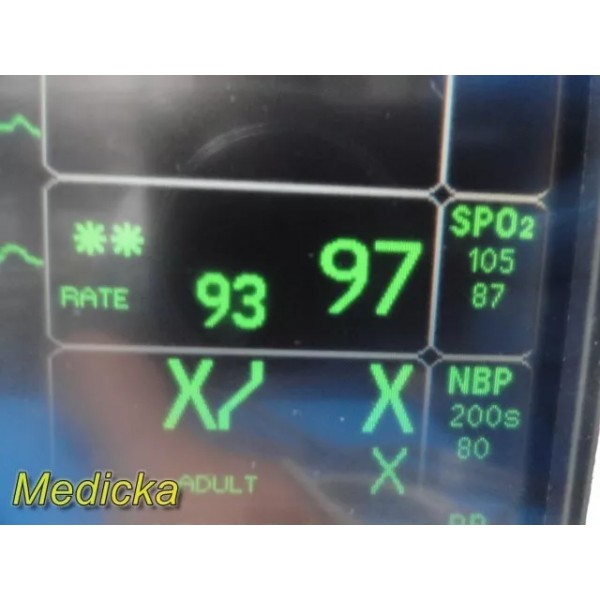 ** 97 SPO2
105
RATE 93 87
X/ X NBP
200s
80
X
ADULT
Medicka